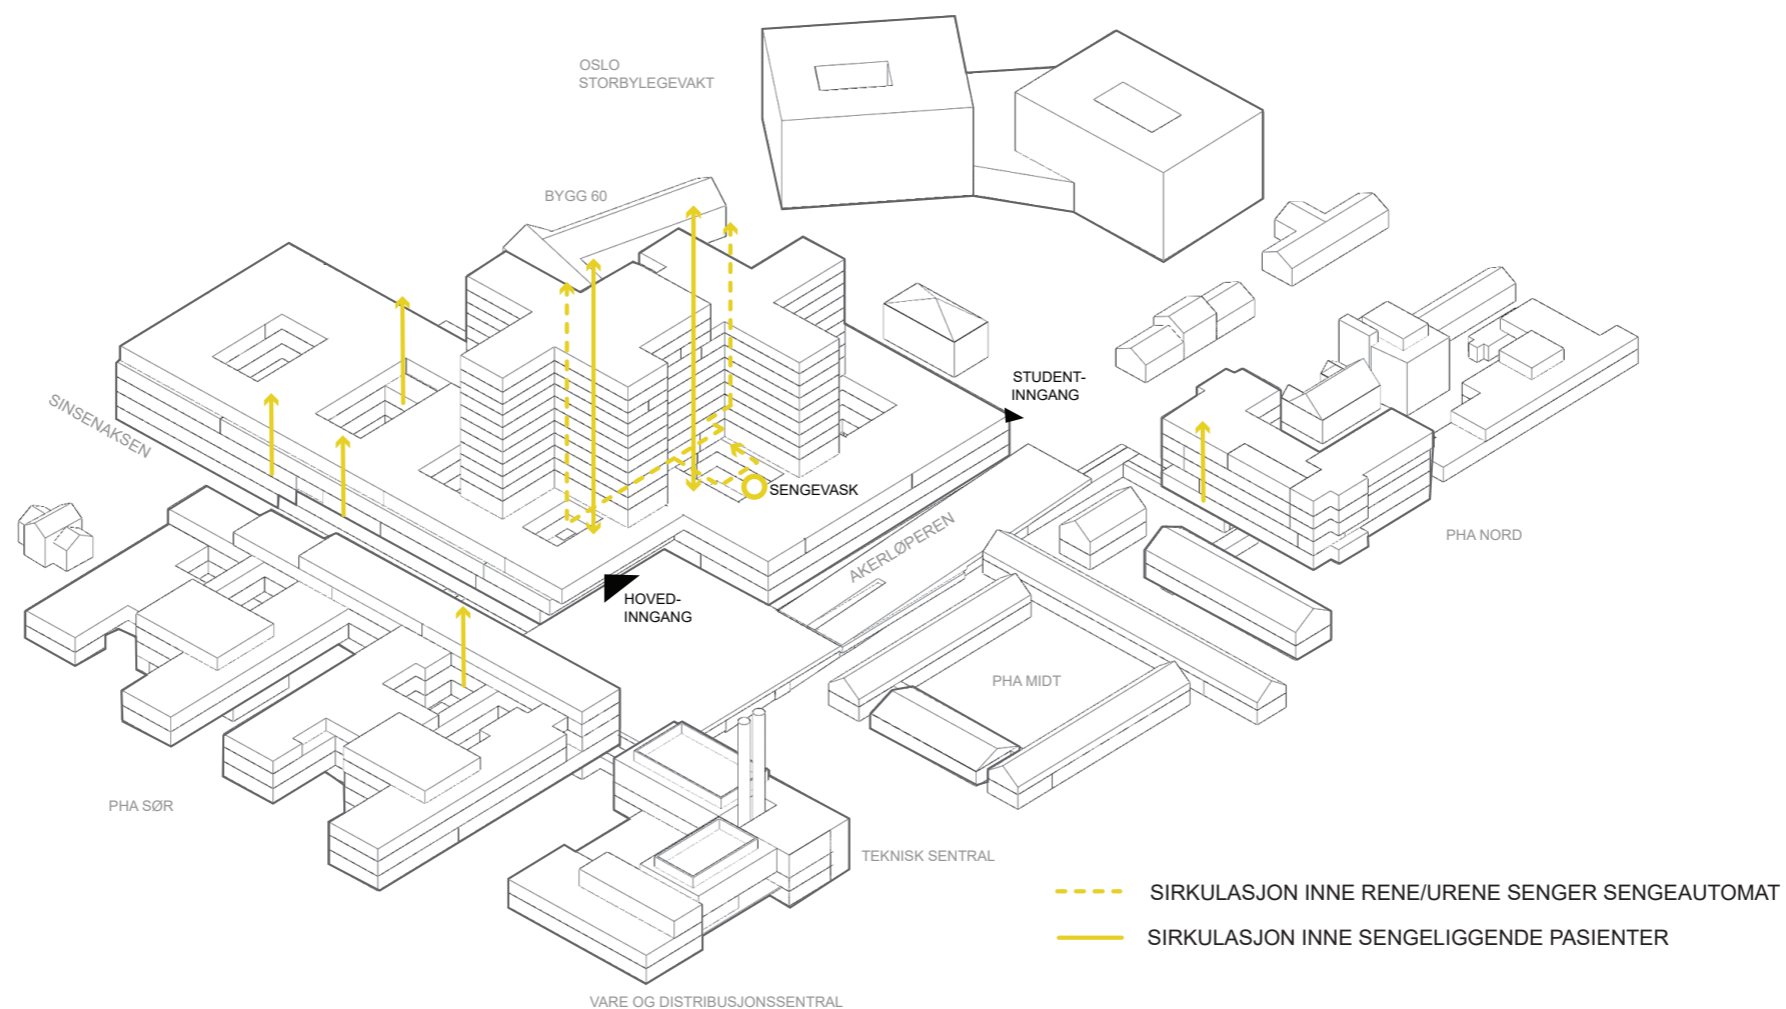 OSLO
STORBYLEGEVAKT
BYGG 60
SINSENAKSEN
STUDENT-
INNGANG
SENGEVASK
AKERLØPEREN
PHA NORD
HOVED-
INNGANG
PHA MIDT
PHA SØR
TEKNISK SENTRAL
SIRKULASJON INNE RENE/URENE SENGER SENGEAUTOMAT
SIRKULASJON INNE SENGELIGGENDE PASIENTER
VARE OG DISTRIBUSJONSSENTRAL